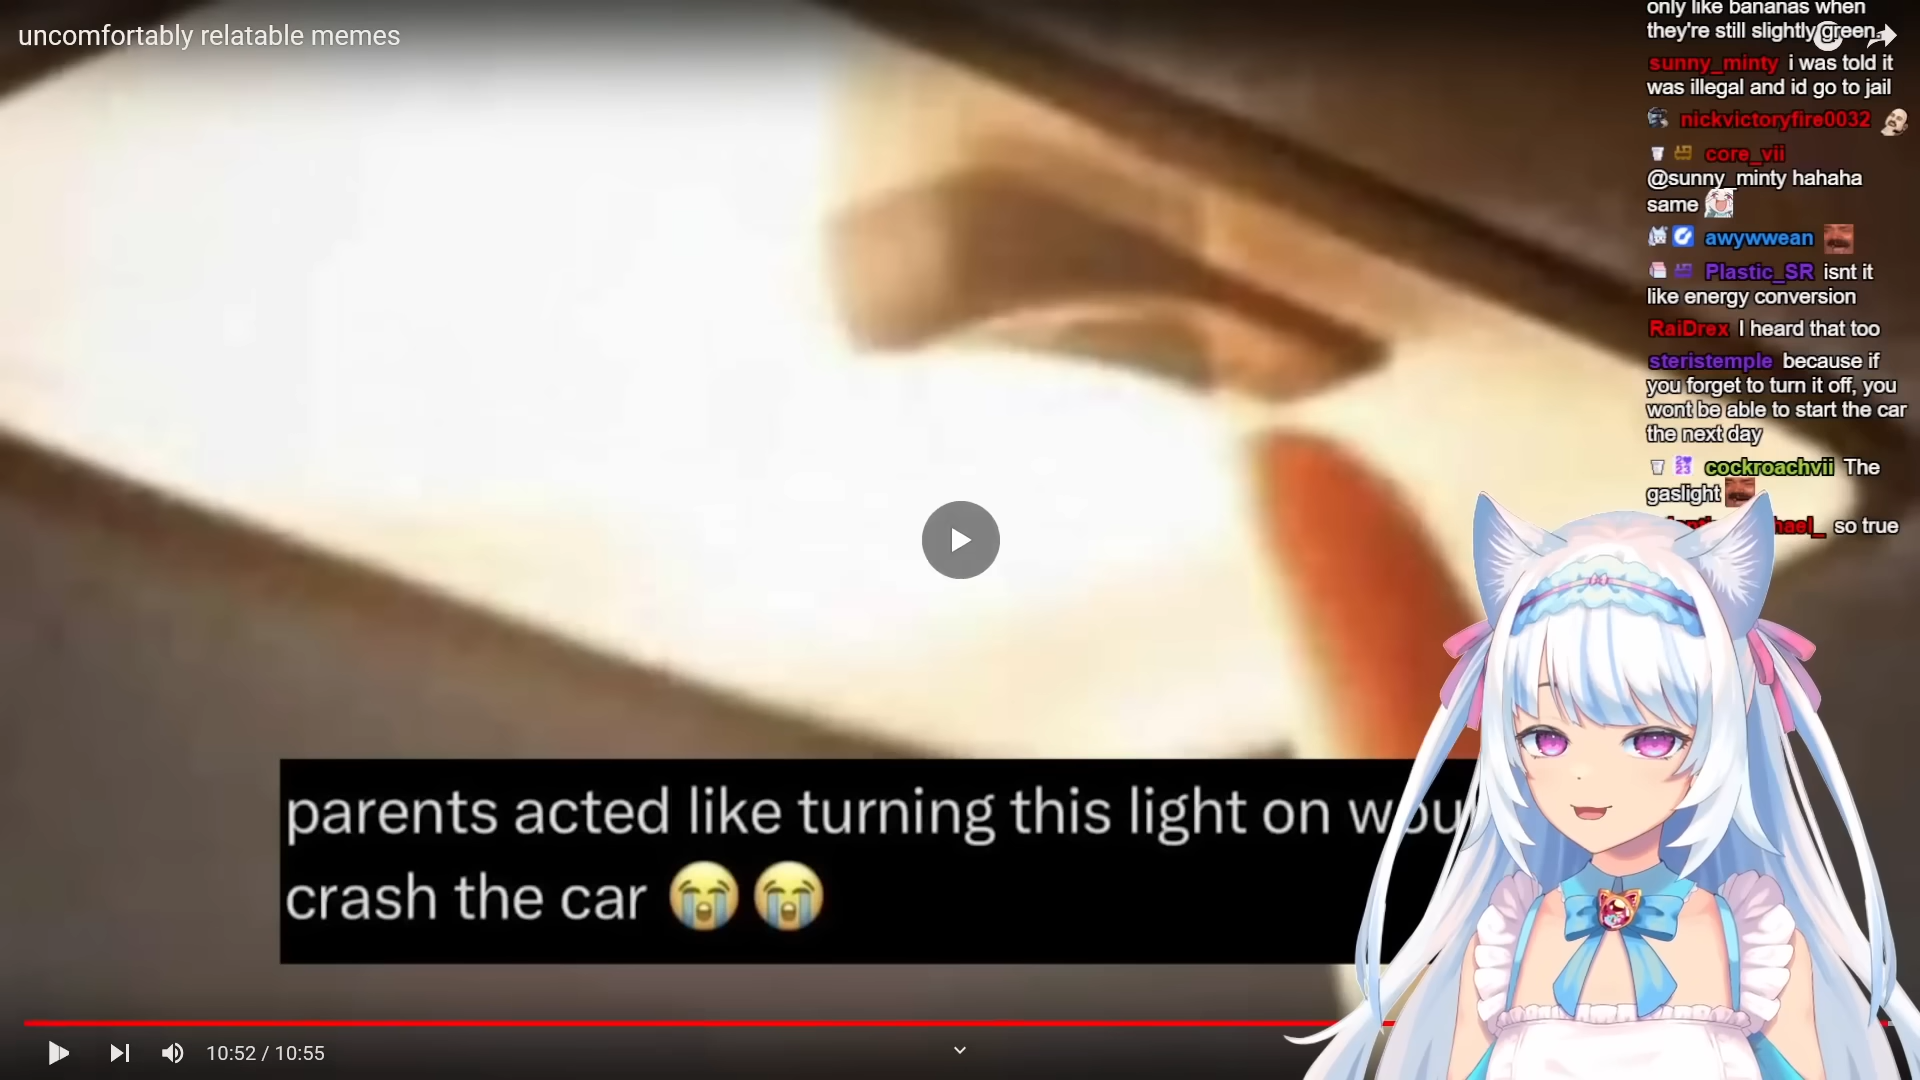 uncomfortably relatable memes
only like bananas when
they're still slightly green.
sunny_minty i was told it
was illegal and id go to jail
nickvictoryfire0032
core_vii
@sunny_minty hahaha
same
awywwean
Plastic_SR isnt it
like energy conversion
RaiDrex I heard that too
steristemple because if
you forget to turn it off, you
wont be able to start the car
the next day
cockroachvii The
gaslight
so true
parents acted like turning this light on wou
crash the car 😭😭
10:52 / 10:55